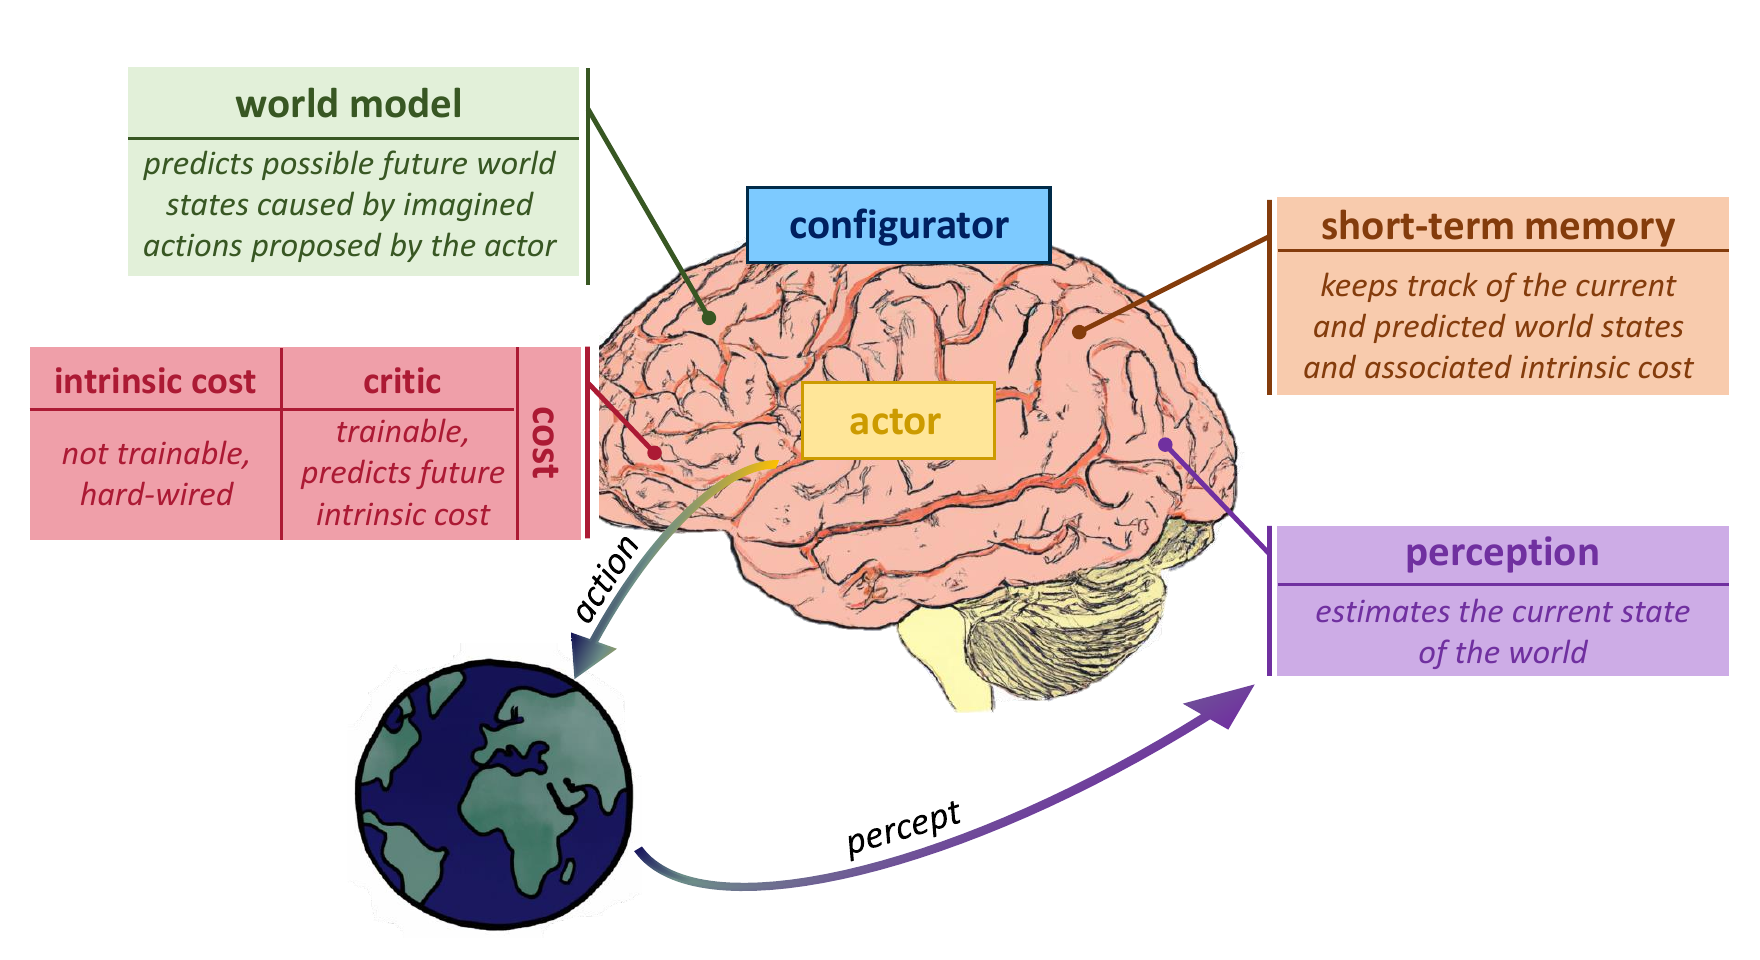 world model
predicts possible future world
states caused by imagined
actions proposed by the actor
configurator
short-term memory
keeps track of the current
and predicted world states
and associated intrinsic cost
intrinsic cost
not trainable,
hard-wired
critic
trainable,
predicts future
intrinsic cost
cost
actor
action
perception
estimates the current state
of the world
percept